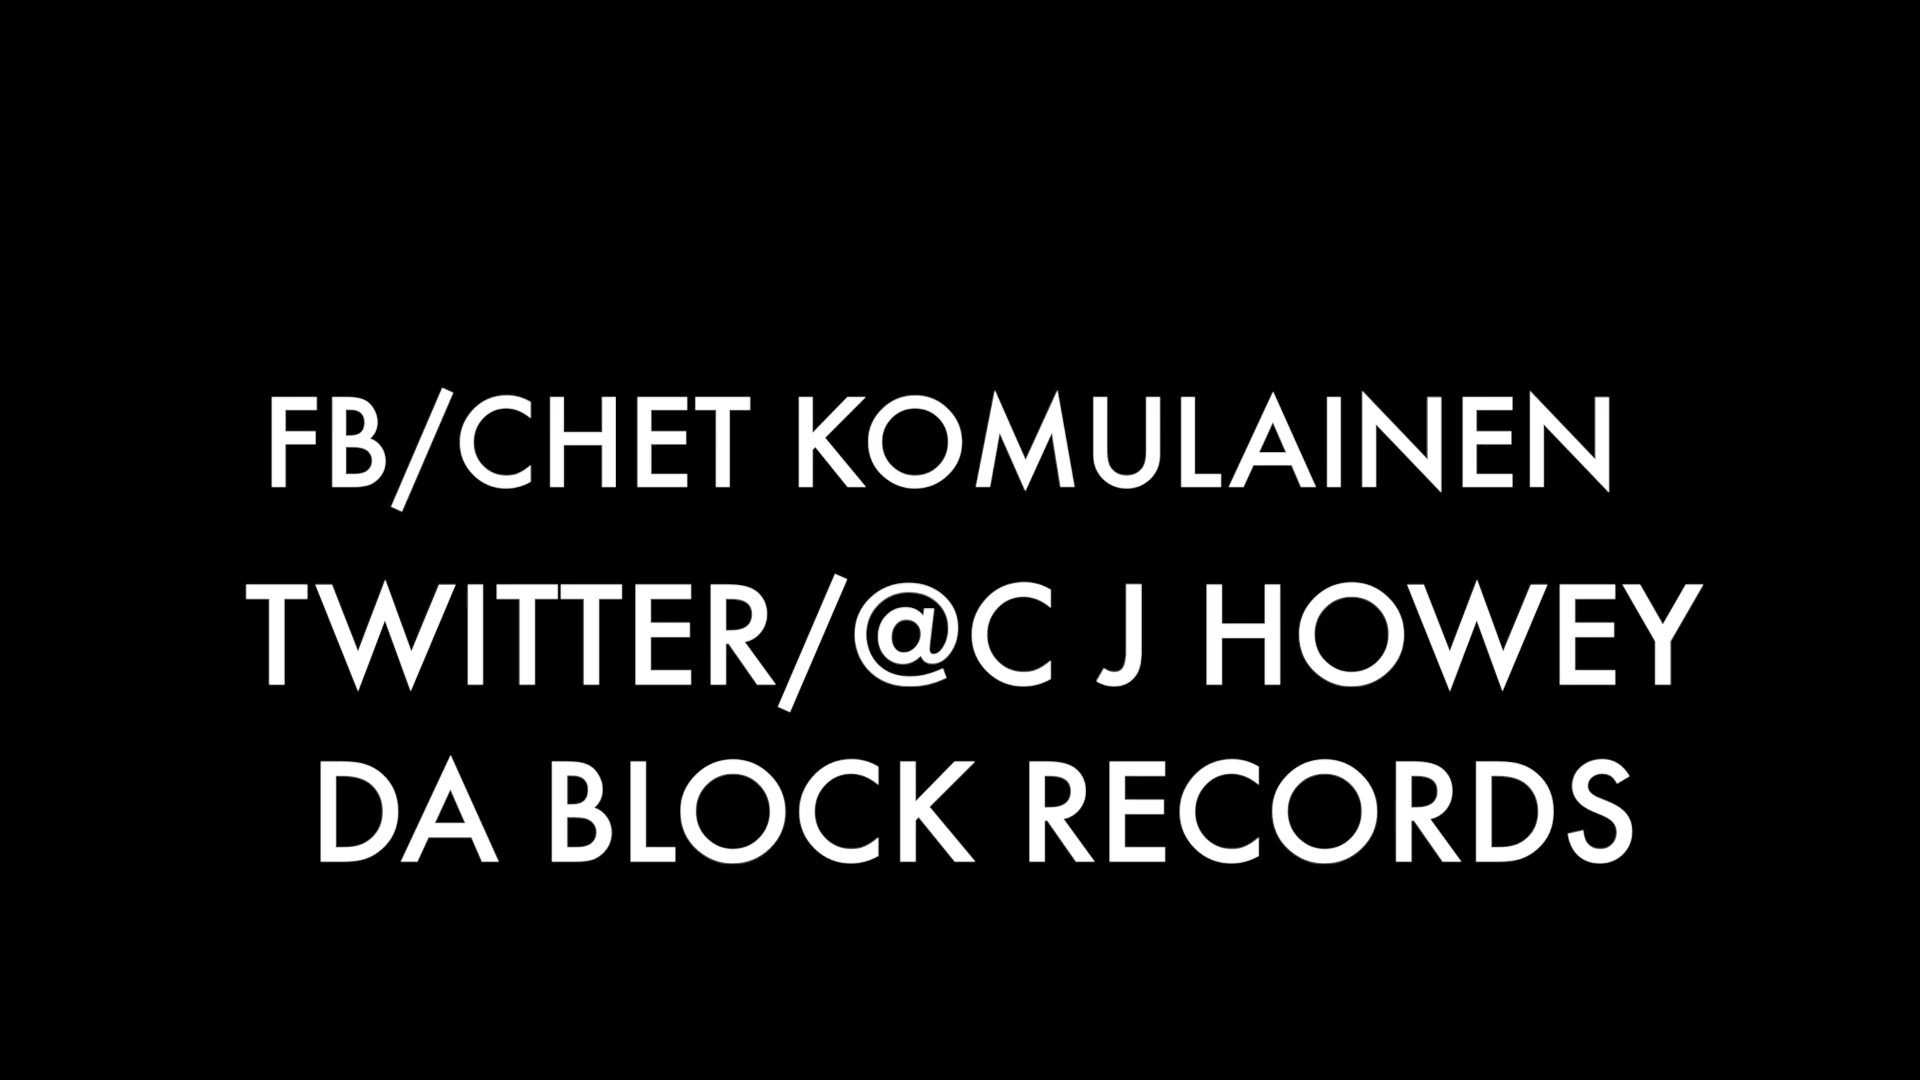 FB/CHET KOMULAINEN
TWITTER/@C J HOWEY
DA BLOCK RECORDS